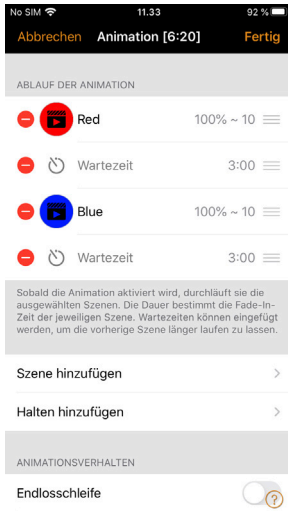 No SIM 11.33 92 %
Abbrechen Animation [6:20] Fertig
ABLAUF DER ANIMATION
Red 100% ~ 10
Wartezeit 3:00
Blue 100% ~ 10
Wartezeit 3:00
Sobald die Animation aktiviert wird, durchläuft sie die
ausgewählten Szenen. Die Dauer bestimmt die Fade-In-
Zeit der jeweiligen Szene. Wartezeiten können eingefügt
werden, um die vorherige Szene länger laufen zu lassen.
Szene hinzufügen
Halten hinzufügen
ANIMATIONSVERHALTEN
Endlosschleife
?